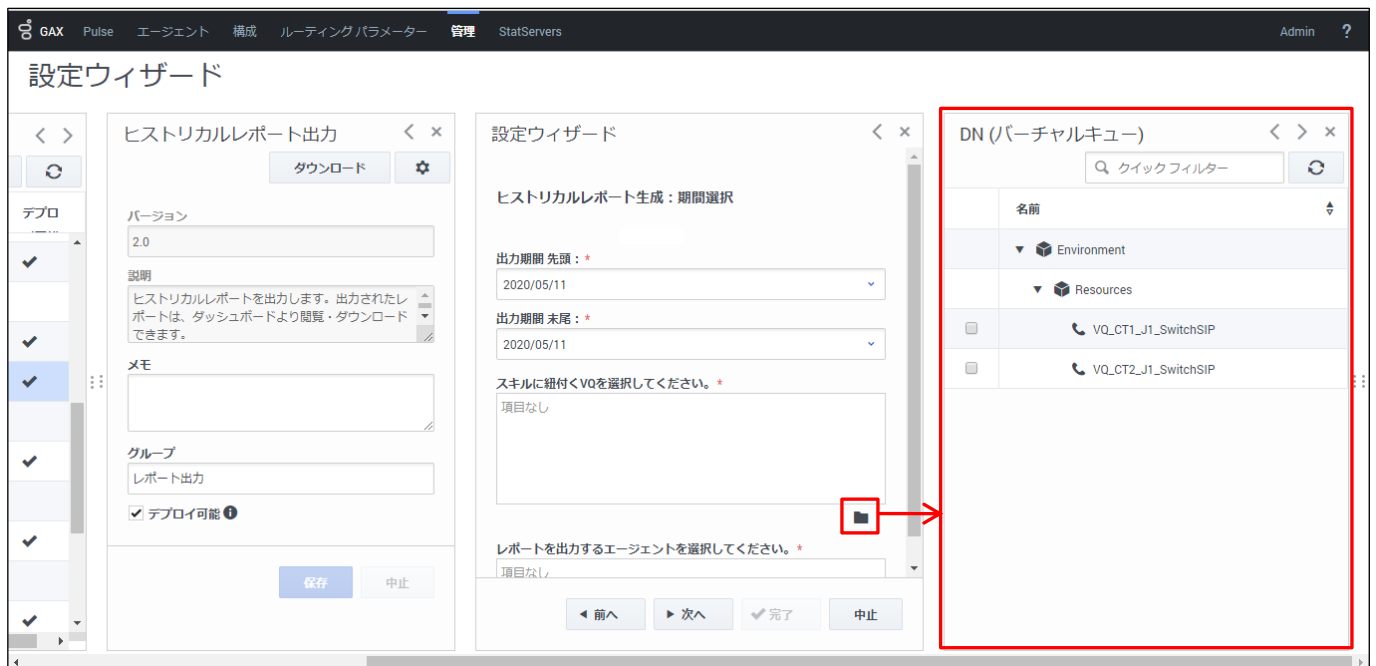 GAX Pulse エージェント 構成 ルーティング パラメーター 管理 StatServers Admin ?
設定ウィザード
デプロ
ヒストリカルレポート出力
ダウンロード
バージョン
2.0
説明
ヒストリカルレポートを出力します。出力されたレ
ポートは、ダッシュボードより閲覧・ダウンロード
できます。
メモ
グループ
レポート出力
デプロイ可能
保存 中止
設定ウィザード
ヒストリカルレポート生成：期間選択
出力期間 先頭：*
2020/05/11
出力期間 末尾：*
2020/05/11
スキルに紐付くVQを選択してください。*
項目なし
レポートを出力するエージェントを選択してください。*
項目なし
前へ 次へ 完了 中止
DN (バーチャルキュー)
クイックフィルター
名前
Environment
Resources
VQ_CT1_J1_SwitchSIP
VQ_CT2_J1_SwitchSIP